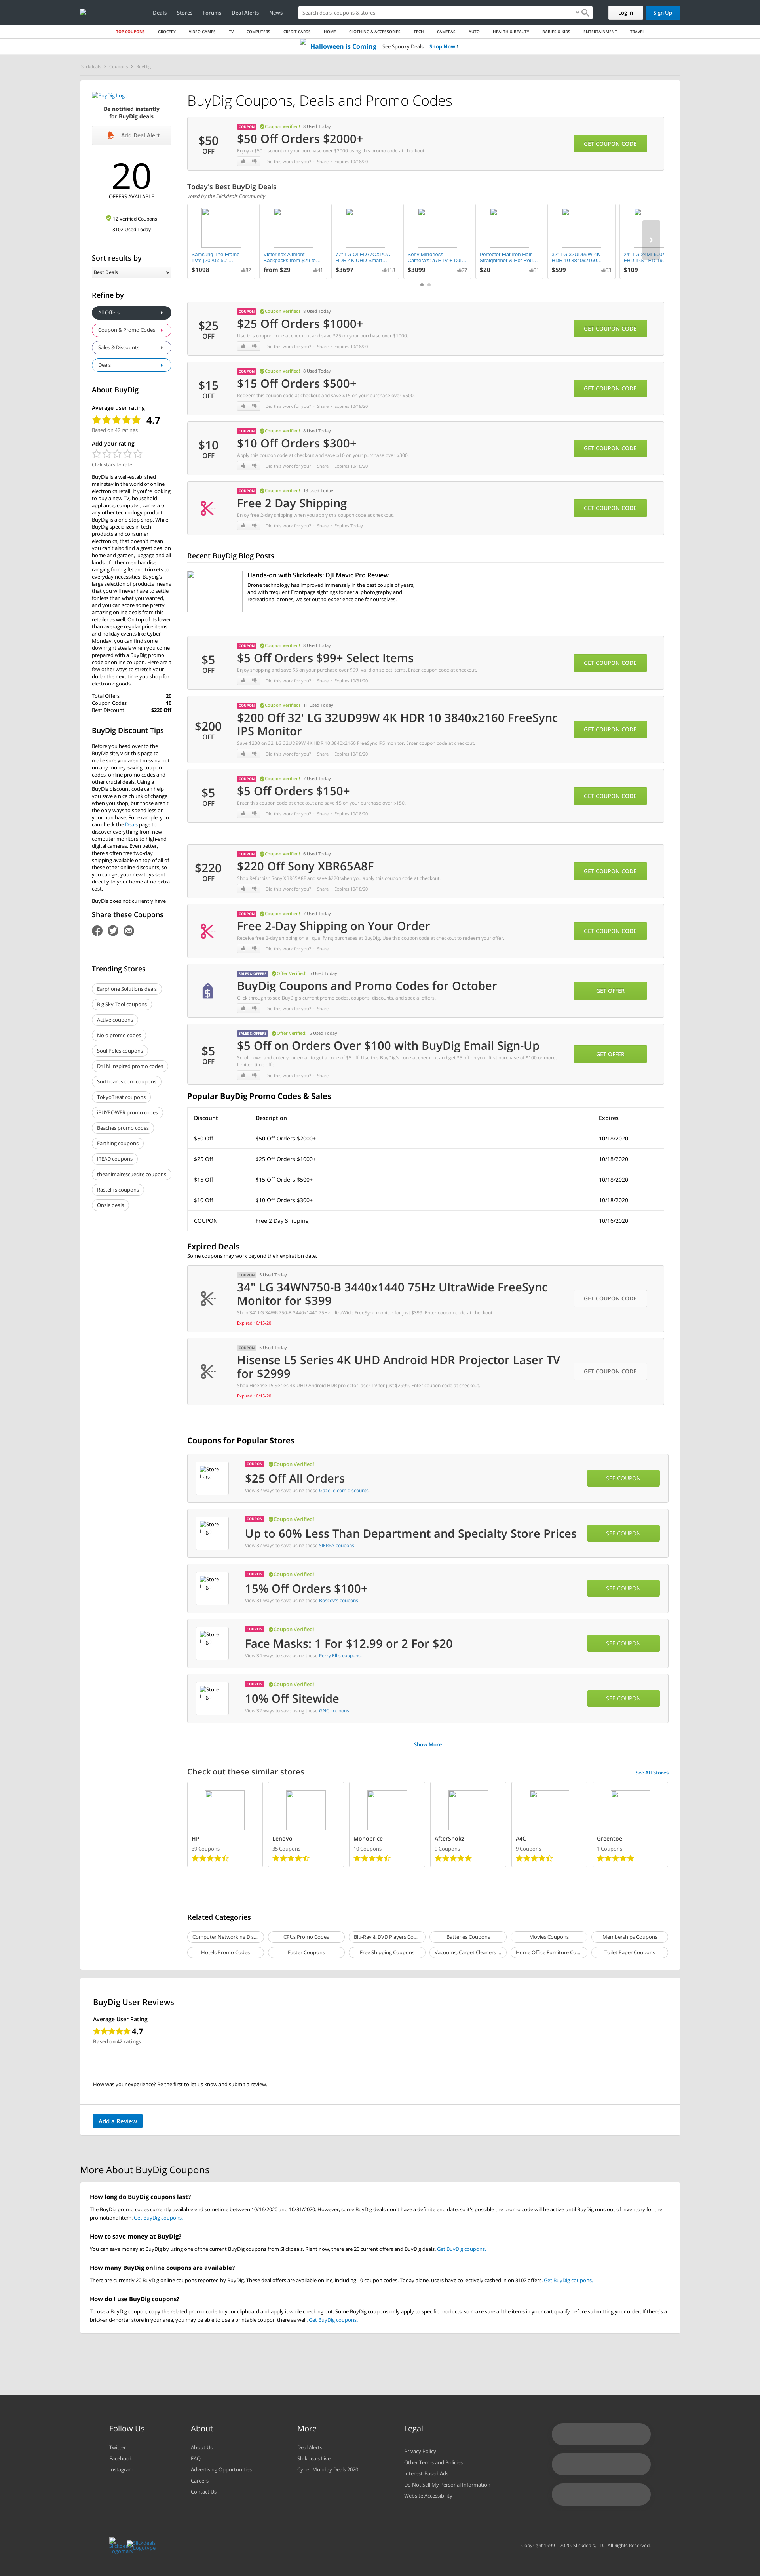 Deals Stores Forums Deal Alerts News
Search deals, coupons & stores
Log In Sign Up
TOP COUPONS GROCERY VIDEO GAMES TV COMPUTERS CREDIT CARDS HOME CLOTHING & ACCESSORIES TECH CAMERAS AUTO HEALTH & BEAUTY BABIES & KIDS ENTERTAINMENT TRAVEL
Halloween is Coming See Spooky Deals Shop Now
Slickdeals > Coupons > BuyDig
BuyDig Logo
Be notified instantly
for BuyDig deals
Add Deal Alert
20
OFFERS AVAILABLE
12 Verified Coupons
3102 Used Today
Sort results by
Best Deals
Refine by
All Offers
Coupon & Promo Codes
Sales & Discounts
Deals
About BuyDig
Average user rating
4.7
Based on 42 ratings
Add your rating
Click stars to rate
BuyDig is a well-established
mainstay in the world of online
electronics retail. If you're looking
to buy a new TV, household
appliance, computer, camera or
any other technology product,
BuyDig is a one-stop shop. While
BuyDig specializes in tech
products and consumer
electronics, that doesn't mean
you can't also find a great deal on
home and garden, luggage and all
kinds of other merchandise
ranging from gifts and trinkets to
everyday necessities. Buydig's
large selection of products means
you will never have to settle
for less than what you wanted,
and you can score some pretty
amazing online deals from this
retailer as well. On top of its lower
than average regular price items
and holiday events like Cyber
Monday, you can find some
downright steals when you come
prepared with a BuyDig promo
code or online coupon. Here are a
few other ways to stretch your
dollar the next time you shop for
electronic goods.
Total Offers 20
Coupon Codes 10
Best Discount $220 Off
BuyDig Discount Tips
Before you head over to the
BuyDig site, visit this page to
make sure you aren't missing out
on any money-saving coupon
codes, online promo codes and
other crucial deals. Using a
BuyDig discount code can help
you save a nice chunk of change
when you shop, but those aren't
the only ways to spend less on
your purchase. For example, you
can check the Deals page to
discover everything from new
computer monitors to high-end
digital cameras. Even better,
there's often free two-day
shipping available on top of all of
these other online discounts, so
you can get your new tech items
sent directly to your home at no
extra cost.
BuyDig does not currently have
Share these Coupons
Trending Stores
Earphone Solutions deals
Big Sky Tool coupons
Active coupons
Nolo promo codes
Soul Poles coupons
DYLN Inspired promo codes
Surfboards.com coupons
TokyoTreat coupons
iBUYPOWER promo codes
Beaches promo codes
Earthing coupons
ITEAD coupons
theanimalrescuesite coupons
Rastelli's coupons
Onzie deals
BuyDig Coupons, Deals and Promo Codes
$50
OFF
COUPON Coupon Verified! 8 Used Today
$50 Off Orders $2000+
Enjoy a $50 discount on your purchase over $2000 using this promo code at checkout.
Did this work for you? · Share · Expires 10/18/20
GET COUPON CODE
Today's Best BuyDig Deals
Voted by the Slickdeals Community
Samsung The Frame
TV's (2020): 50"...
$1098 82
Victorinox Altmont
Backpacks:from $29 to...
from $29 41
77" LG OLED77CXPUA
HDR 4K UHD Smart...
$3697 118
Sony Mirrorless
Camera's: a7R IV + DJI...
$3099 27
Perfecter Flat Iron Hair
Straightener & Hot Rou...
$20 31
32" LG 32UD99W 4K
HDR 10 3840x2160...
$599 33
$109
$25
OFF
COUPON Coupon Verified! 8 Used Today
$25 Off Orders $1000+
Use this coupon code at checkout and save $25 on your purchase over $1000.
Did this work for you? · Share · Expires 10/18/20
GET COUPON CODE
$15
OFF
COUPON Coupon Verified! 8 Used Today
$15 Off Orders $500+
Redeem this coupon code at checkout and save $15 on your purchase over $500.
Did this work for you? · Share · Expires 10/18/20
GET COUPON CODE
$10
OFF
COUPON Coupon Verified! 8 Used Today
$10 Off Orders $300+
Apply this coupon code at checkout and save $10 on your purchase over $300.
Did this work for you? · Share · Expires 10/18/20
GET COUPON CODE
COUPON Coupon Verified! 13 Used Today
Free 2 Day Shipping
Enjoy free 2-day shipping when you apply this coupon code at checkout.
Did this work for you? · Share · Expires Today
GET COUPON CODE
Recent BuyDig Blog Posts
Hands-on with Slickdeals: DJI Mavic Pro Review
Drone technology has improved immensely in the past couple of years,
and with frequent Frontpage sightings for aerial photography and
recreational drones, we set out to experience one for ourselves.
$5
OFF
COUPON Coupon Verified! 8 Used Today
$5 Off Orders $99+ Select Items
Enjoy shopping and save $5 on your purchase over $99. Valid on select items. Enter coupon code at checkout.
Did this work for you? · Share · Expires 10/31/20
GET COUPON CODE
$200
OFF
COUPON Coupon Verified! 11 Used Today
$200 Off 32' LG 32UD99W 4K HDR 10 3840x2160 FreeSync
IPS Monitor
Save $200 on 32' LG 32UD99W 4K HDR 10 3840x2160 FreeSync IPS monitor. Enter coupon code at checkout.
Did this work for you? · Share · Expires 10/18/20
GET COUPON CODE
$5
OFF
COUPON Coupon Verified! 7 Used Today
$5 Off Orders $150+
Enter this coupon code at checkout and save $5 on your purchase over $150.
Did this work for you? · Share · Expires 10/18/20
GET COUPON CODE
$220
OFF
COUPON Coupon Verified! 6 Used Today
$220 Off Sony XBR65A8F
Shop Refurbish Sony XBR65A8F and save $220 when you apply this coupon code at checkout.
Did this work for you? · Share · Expires 10/18/20
GET COUPON CODE
COUPON Coupon Verified! 7 Used Today
Free 2-Day Shipping on Your Order
Receive free 2-day shipping on all qualifying purchases at BuyDig. Use this coupon code at checkout to redeem your offer.
Did this work for you? · Share
GET COUPON CODE
SALES & OFFERS Offer Verified! 5 Used Today
BuyDig Coupons and Promo Codes for October
Click through to see BuyDig's current promo codes, coupons, discounts, and special offers.
Did this work for you? · Share
GET OFFER
$5
OFF
SALES & OFFERS Offer Verified! 5 Used Today
$5 Off on Orders Over $100 with BuyDig Email Sign-Up
Scroll down and enter your email to get a code of $5 off. Use this BuyDig's code at checkout and get $5 off on your first purchase of $100 or more.
Limited time offer.
Did this work for you? · Share
GET OFFER
Popular BuyDig Promo Codes & Sales
Discount Description Expires
$50 Off $50 Off Orders $2000+ 10/18/2020
$25 Off $25 Off Orders $1000+ 10/18/2020
$15 Off $15 Off Orders $500+ 10/18/2020
$10 Off $10 Off Orders $300+ 10/18/2020
COUPON Free 2 Day Shipping 10/16/2020
Expired Deals
Some coupons may work beyond their expiration date.
COUPON 3 Used Today
34" LG 34WN750-B 3440x1440 75Hz UltraWide FreeSync
Monitor for $399
Shop 34" LG 34WN750-B 3440x1440 75Hz UltraWide FreeSync monitor for just $399. Enter coupon code at checkout.
Expired 10/15/20
GET COUPON CODE
COUPON 5 Used Today
Hisense L5 Series 4K UHD Android HDR Projector Laser TV
for $2999
Shop Hisense L5 Series 4K UHD Android HDR projector laser TV for just $2999. Enter coupon code at checkout.
Expired 10/15/20
GET COUPON CODE
Coupons for Popular Stores
Store
Logo
COUPON Coupon Verified!
$25 Off All Orders
View 32 ways to save using these Gazelle.com discounts.
SEE COUPON
Store
Logo
COUPON Coupon Verified!
Up to 60% Less Than Department and Specialty Store Prices
View 37 ways to save using these SIERRA coupons.
SEE COUPON
Store
Logo
COUPON Coupon Verified!
15% Off Orders $100+
View 31 ways to save using these Boscov's coupons.
SEE COUPON
Store
Logo
COUPON Coupon Verified!
Face Masks: 1 For $12.99 or 2 For $20
View 34 ways to save using these Perry Ellis coupons.
SEE COUPON
Store
Logo
COUPON Coupon Verified!
10% Off Sitewide
View 32 ways to save using these GNC coupons.
SEE COUPON
Show More
Check out these similar stores See All Stores
HP
39 Coupons
Lenovo
35 Coupons
Monoprice
10 Coupons
AfterShokz
9 Coupons
A4C
9 Coupons
Greentoe
1 Coupons
Related Categories
Computer Networking Dis... CPUs Promo Codes Blu-Ray & DVD Players Co... Batteries Coupons Movies Coupons Memberships Coupons
Hotels Promo Codes Easter Coupons Free Shipping Coupons Vacuums, Carpet Cleaners ... Home Office Furniture Co... Toilet Paper Coupons
BuyDig User Reviews
Average User Rating
4.7
Based on 42 ratings
How was your experience? Be the first to let us know and submit a review.
Add a Review
More About BuyDig Coupons
How long do BuyDig coupons last?
The BuyDig promo codes currently available end sometime between 10/16/2020 and 10/31/2020. However, some BuyDig deals don't have a definite end date, so it's possible the promo code will be active until BuyDig runs out of inventory for the
promotional item. Get BuyDig coupons.
How to save money at BuyDig?
You can save money at BuyDig by using one of the current BuyDig coupons from Slickdeals. Right now, there are 20 current offers and BuyDig deals. Get BuyDig coupons.
How many BuyDig online coupons are available?
There are currently 20 BuyDig online coupons reported by BuyDig. These deal offers are available online, including 10 coupon codes. Today alone, users have collectively cashed in on 3102 offers. Get BuyDig coupons.
How do I use BuyDig coupons?
To use a BuyDig coupon, copy the related promo code to your clipboard and apply it while checking out. Some BuyDig coupons only apply to specific products, so make sure all the items in your cart qualify before submitting your order. If there's a
brick-and-mortar store in your area, you may be able to use a printable coupon there as well. Get BuyDig coupons.
Follow Us
Twitter
Facebook
Instagram
About
About Us
FAQ
Advertising Opportunities
Careers
Contact Us
More
Deal Alerts
Slickdeals Live
Cyber Monday Deals 2020
Legal
Privacy Policy
Other Terms and Policies
Interest-Based Ads
Do Not Sell My Personal Information
Website Accessibility
Copyright 1999 - 2020. Slickdeals, LLC. All Rights Reserved.